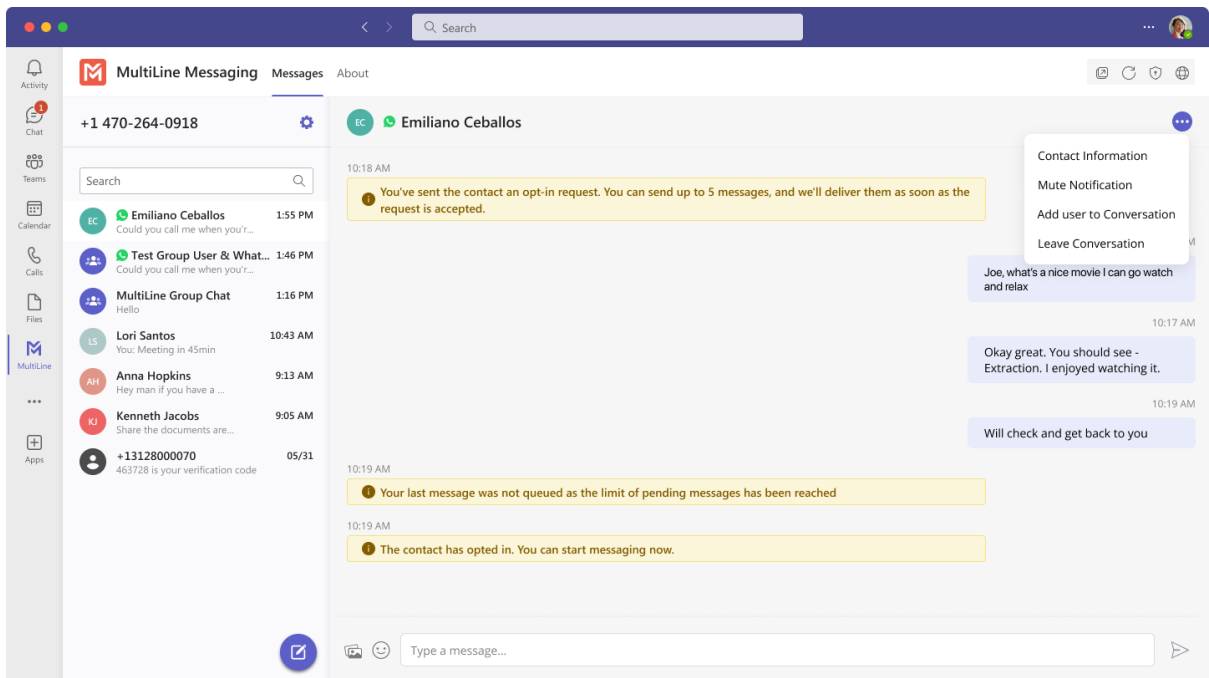 Search
Activity
1
Chat
Teams
Calendar
Calls
Files
MultiLine
Apps
MultiLine Messaging
Messages
About
+1 470-264-0918
Search
EC
Emiliano Ceballos
1:55 PM
Could you call me when you'r...
Test Group User & What...
1:46 PM
Could you call me when you'r...
MultiLine Group Chat
1:16 PM
Hello
LS
Lori Santos
10:43 AM
You: Meeting in 45min
AH
Anna Hopkins
9:13 AM
Hey man if you have a ...
KJ
Kenneth Jacobs
9:05 AM
Share the documents are...
+13128000070
05/31
463728 is your verification code
EC
Emiliano Ceballos
Contact Information
Mute Notification
Add user to Conversation
Leave Conversation
10:18 AM
You've sent the contact an opt-in request. You can send up to 5 messages, and we'll deliver them as soon as the
request is accepted.
Joe, what's a nice movie I can go watch
and relax
10:17 AM
Okay great. You should see -
Extraction. I enjoyed watching it.
10:19 AM
Will check and get back to you
10:19 AM
Your last message was not queued as the limit of pending messages has been reached
10:19 AM
The contact has opted in. You can start messaging now.
Type a message...